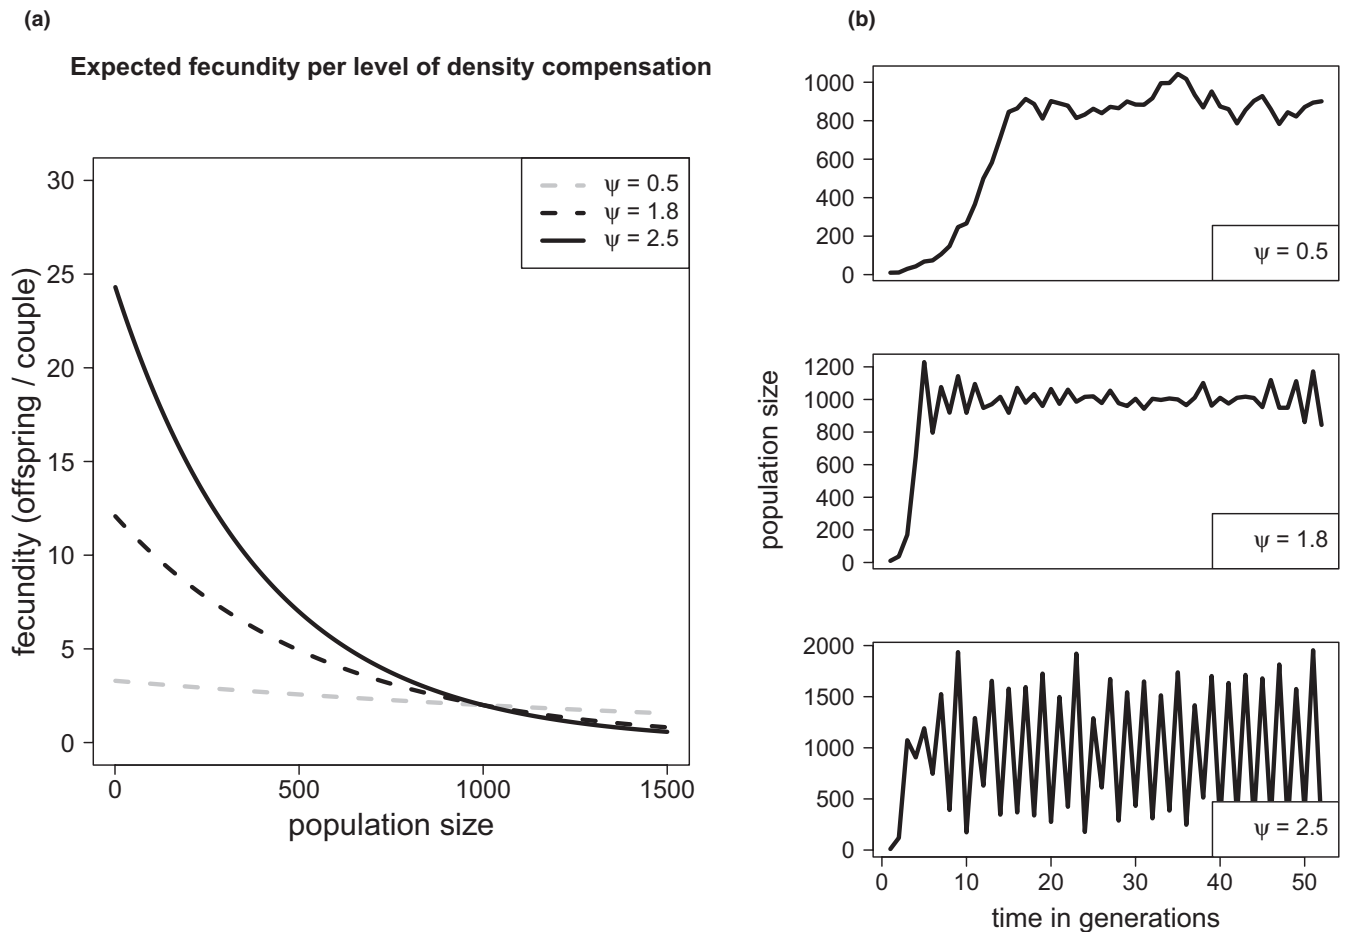 (a)
Expected fecundity per level of density compensation
fecundity (offspring / couple)
30
25
20
15
10
5
0
ψ = 0.5
ψ = 1.8
ψ = 2.5
0 500 1000 1500
population size
(b)
population size
1000
800
600
400
200
0
ψ = 0.5
1200
1000
800
600
400
200
0
ψ = 1.8
2000
1500
1000
500
0
ψ = 2.5
0 10 20 30 40 50
time in generations